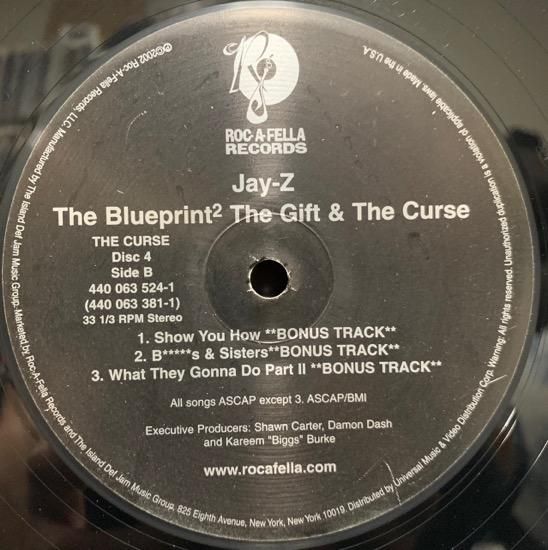 ROC-A-FELLA
RECORDS
Jay-Z
The Blueprint² The Gift & The Curse
THE CURSE
Disc 4
Side B
440 063 524-1
(440 063 381-1)
33 1/3 RPM Stereo
1. Show You How **BONUS TRACK**
2. B*****s & Sisters**BONUS TRACK**
3. What They Gonna Do Part II **BONUS TRACK**
All songs ASCAP except 3. ASCAP/BMI
Executive Producers: Shawn Carter, Damon Dash
and Kareem "Biggs" Burke
www.rocafella.com
℗©2002 Roc-A-Fella Records, LLC. Manufactured by The Island Def Jam Music Group. Marketed by Roc-A-Fella Records and The Island Def Jam Music Group, 825 Eighth Avenue, New York, New York 10019. Distributed by Universal Music & Video Distribution Corp. Warning: All rights reserved. Unauthorized duplication is a violation of applicable laws. Made in the U.S.A.